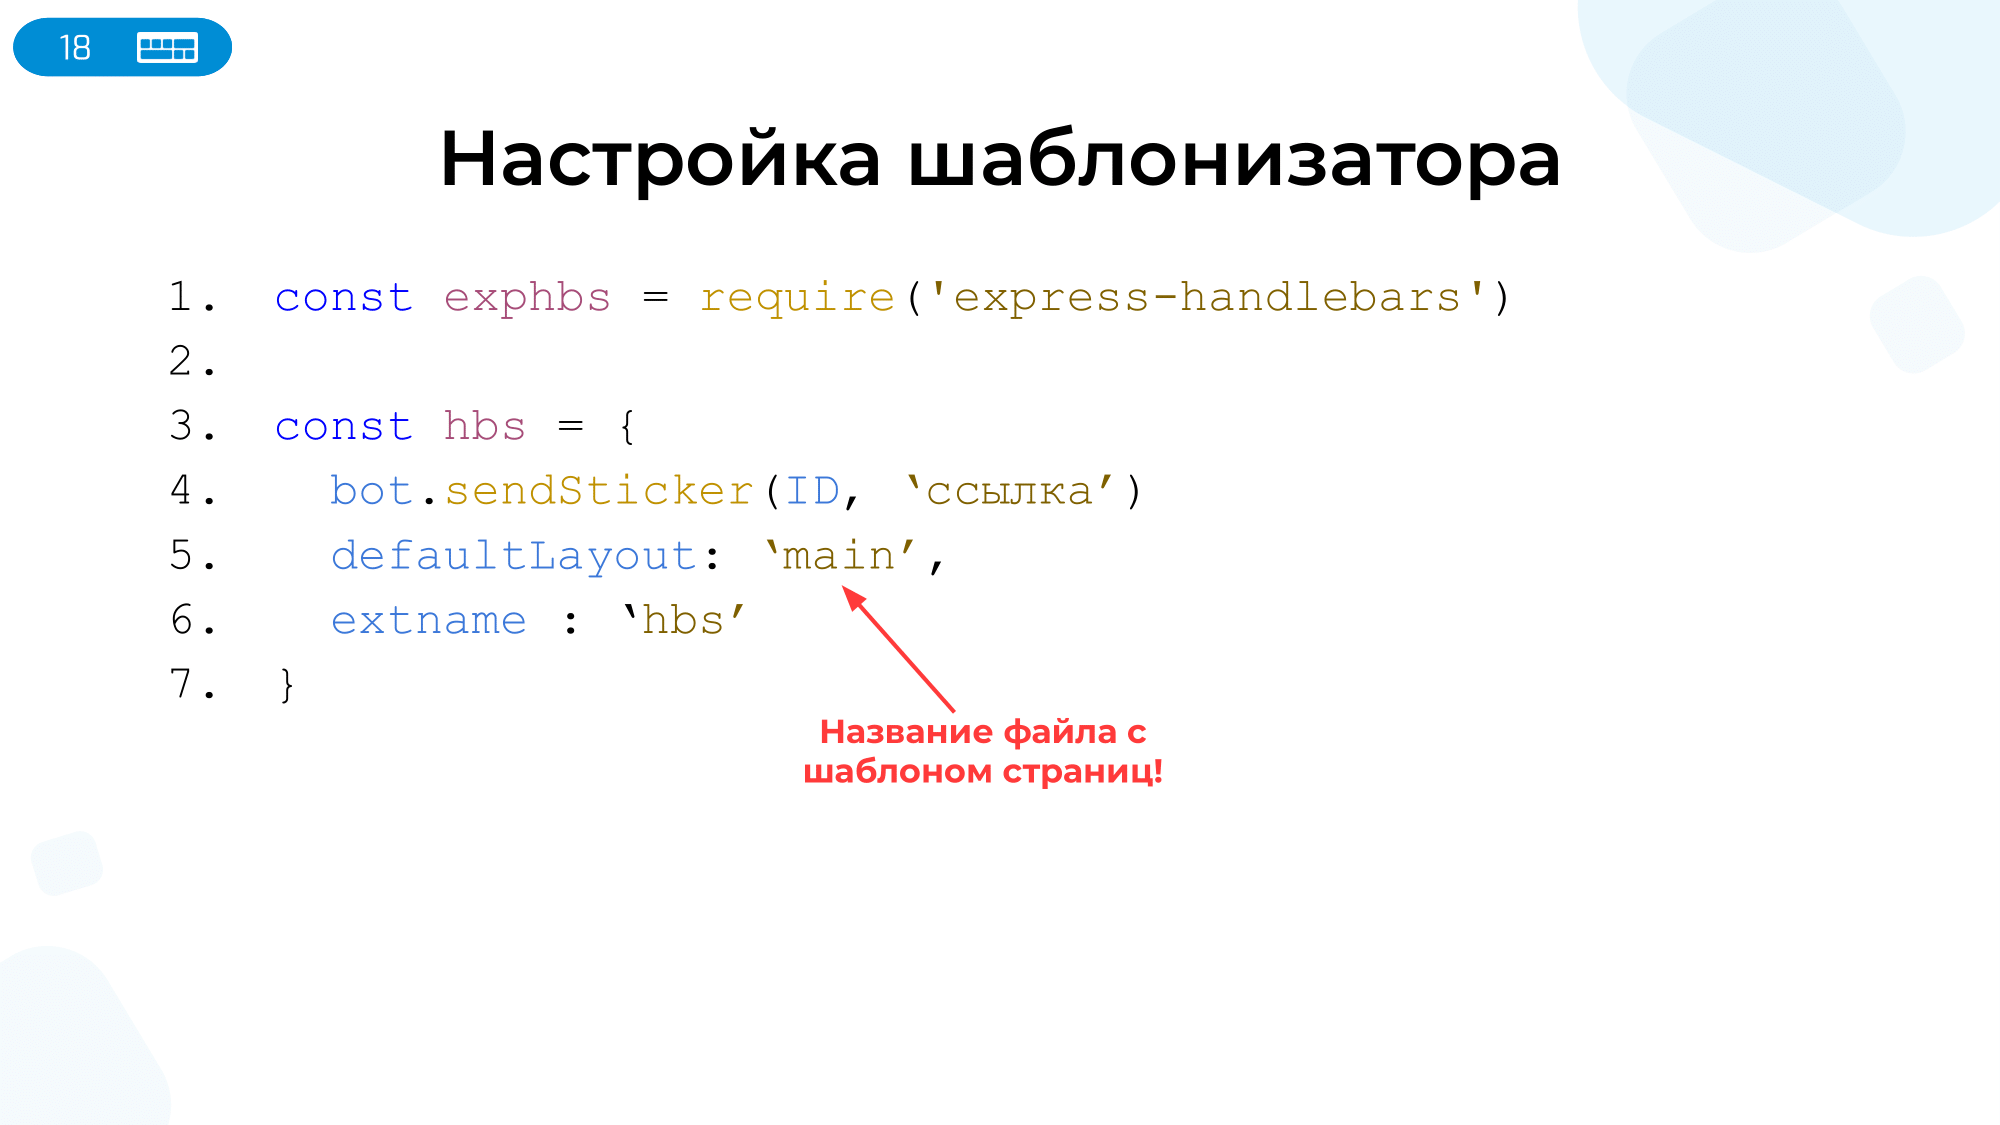 18
Настройка шаблонизатора
1. const exphbs = require('express-handlebars')
2.
3. const hbs = {
4. bot.sendSticker(ID, ‘ссылка’)
5. defaultLayout: ‘main’,
6. extname : ‘hbs’
7. }
Название файла с
шаблоном страниц!